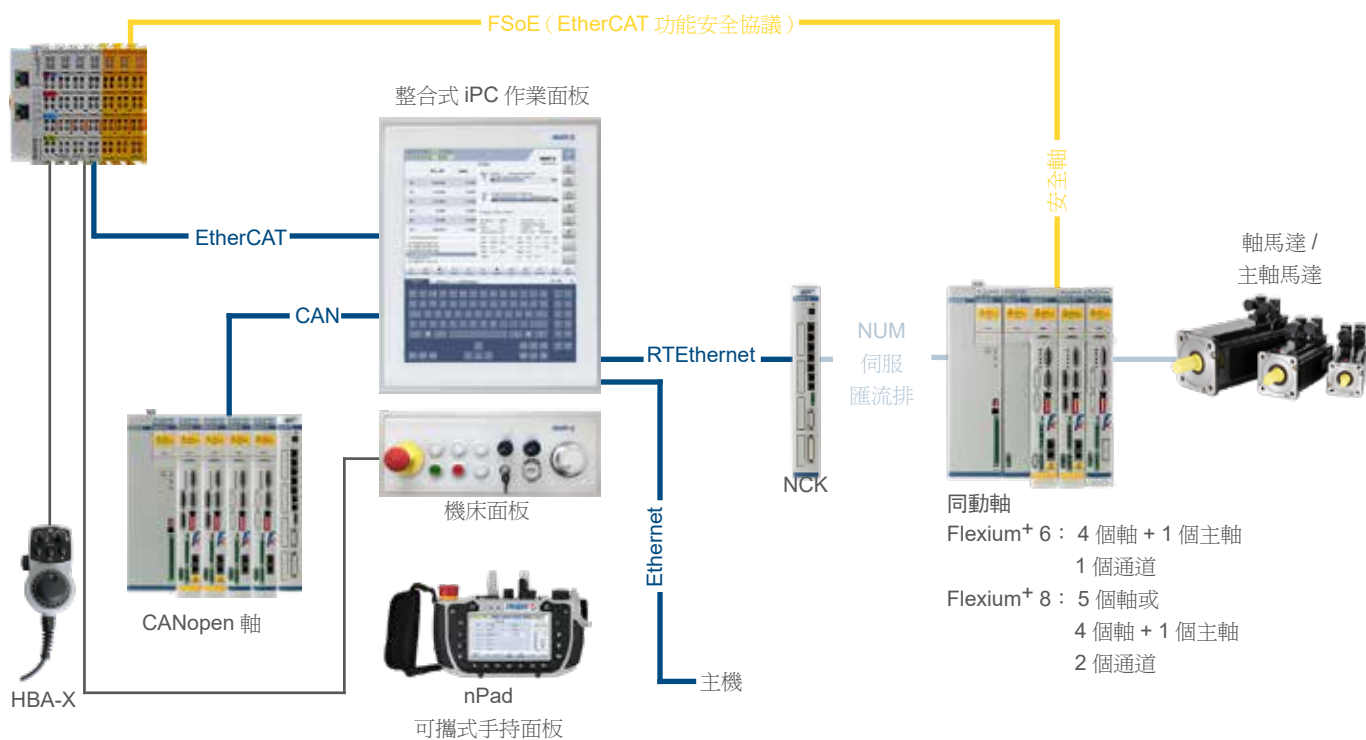 FSoE（EtherCAT 功能安全協議）
整合式 iPC 作業面板
安全軸
EtherCAT
軸馬達 /
主軸馬達
CAN
RTEthernet
NUM
伺服
匯流排
NCK
機床面板
Ethernet
同動軸
Flexium+ 6： 4 個軸 + 1 個主軸
1 個通道
Flexium+ 8： 5 個軸或
4 個軸 + 1 個主軸
2 個通道
CANopen 軸
HBA-X
nPad
可攜式手持面板
主機